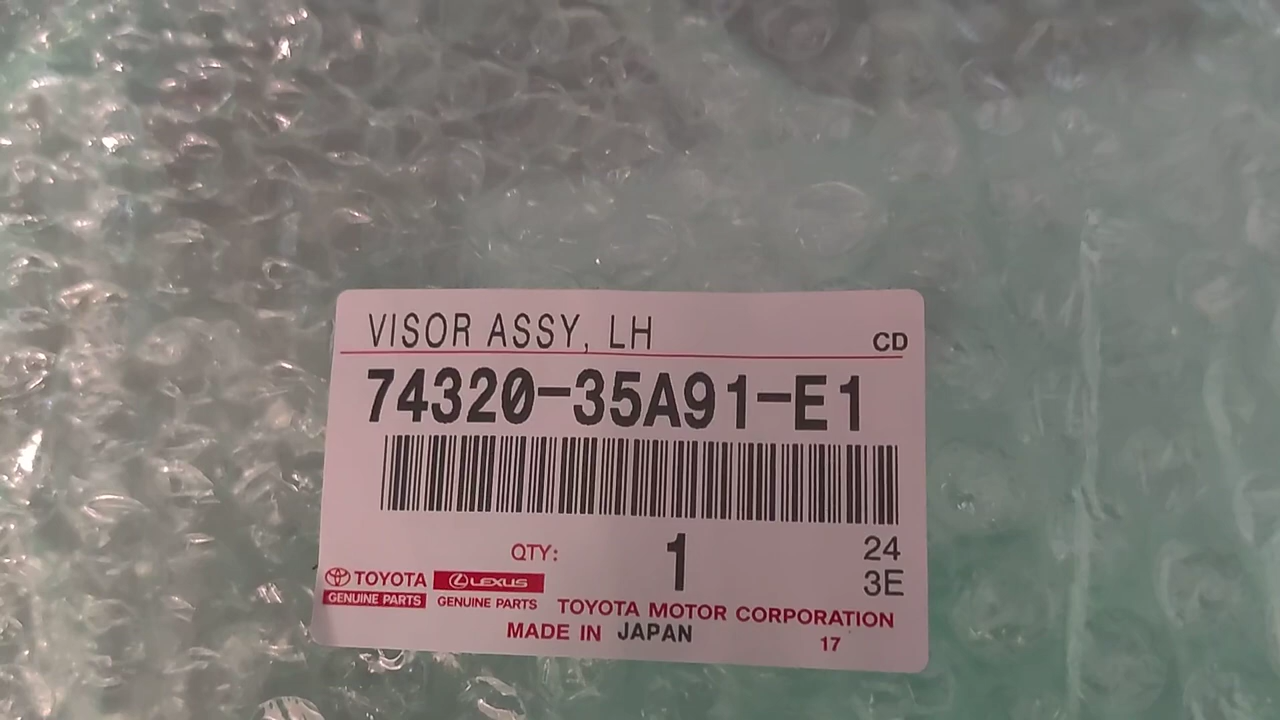 VISOR ASSY, LH CD
74320-35A91-E1
QTY: 1 24
3E
TOYOTA LEXUS
GENUINE PARTS GENUINE PARTS
TOYOTA MOTOR CORPORATION
MADE IN JAPAN 17